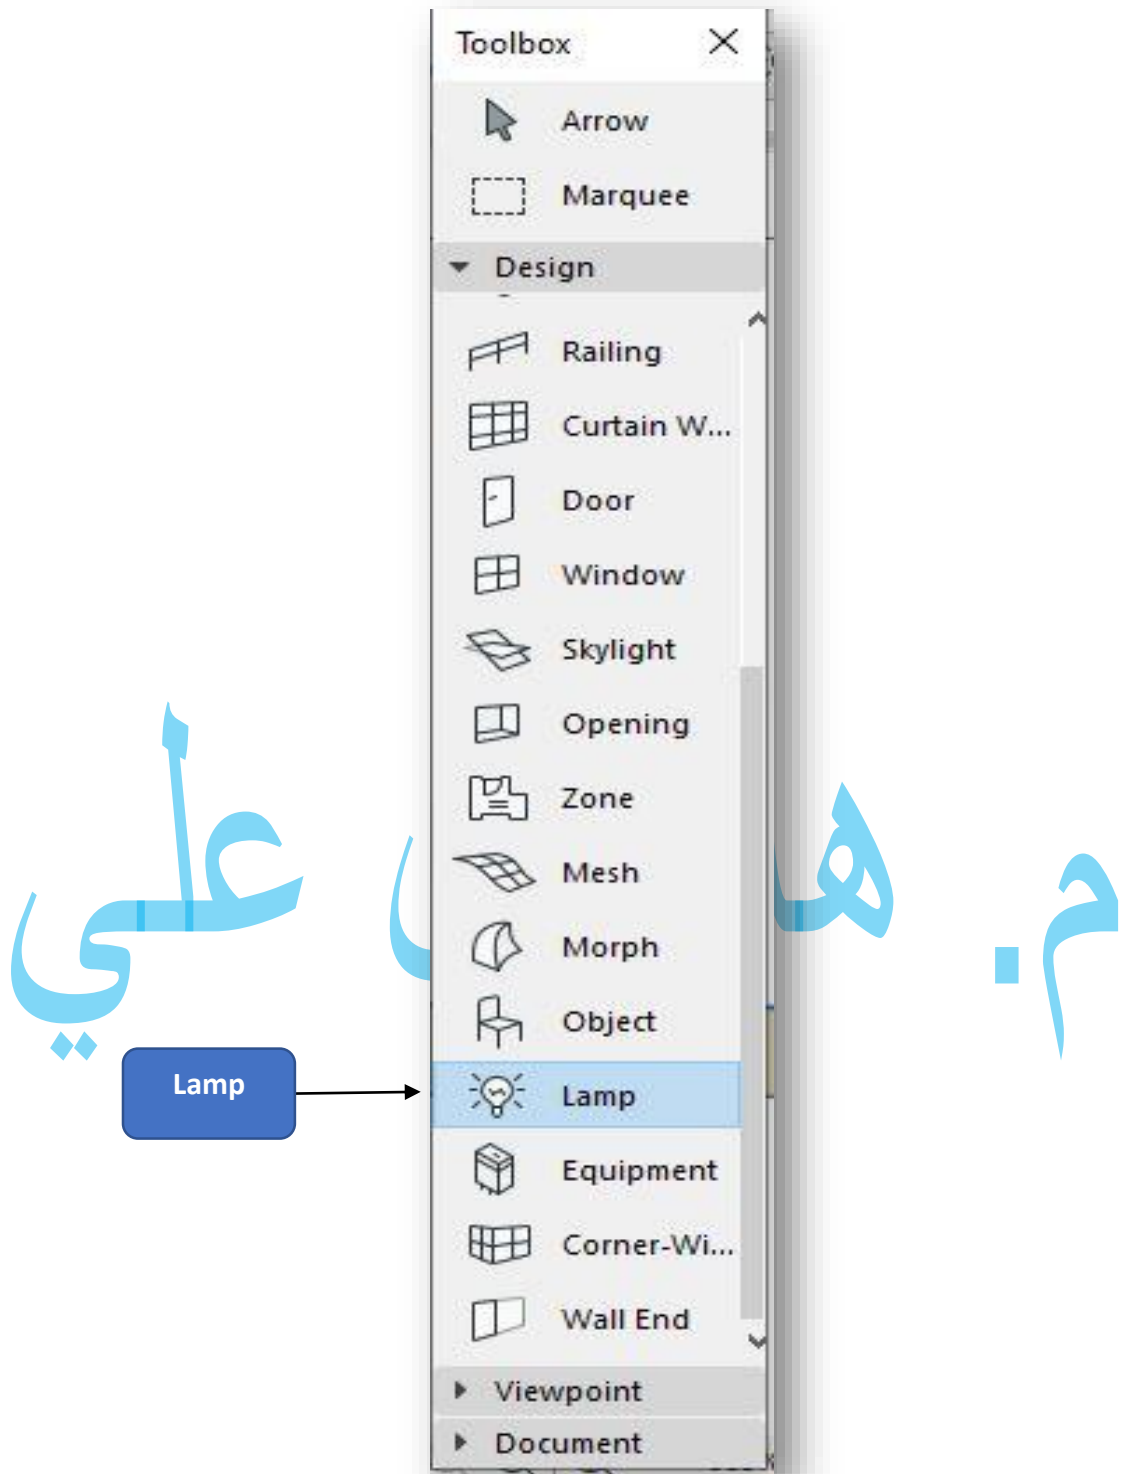 Toolbox
Arrow
Marquee
Design
Railing
Curtain W...
Door
Window
Skylight
Opening
Zone
Mesh
Morph
Object
Lamp
Lamp
Equipment
Corner-Wi...
Wall End
Viewpoint
Document
م.
علي